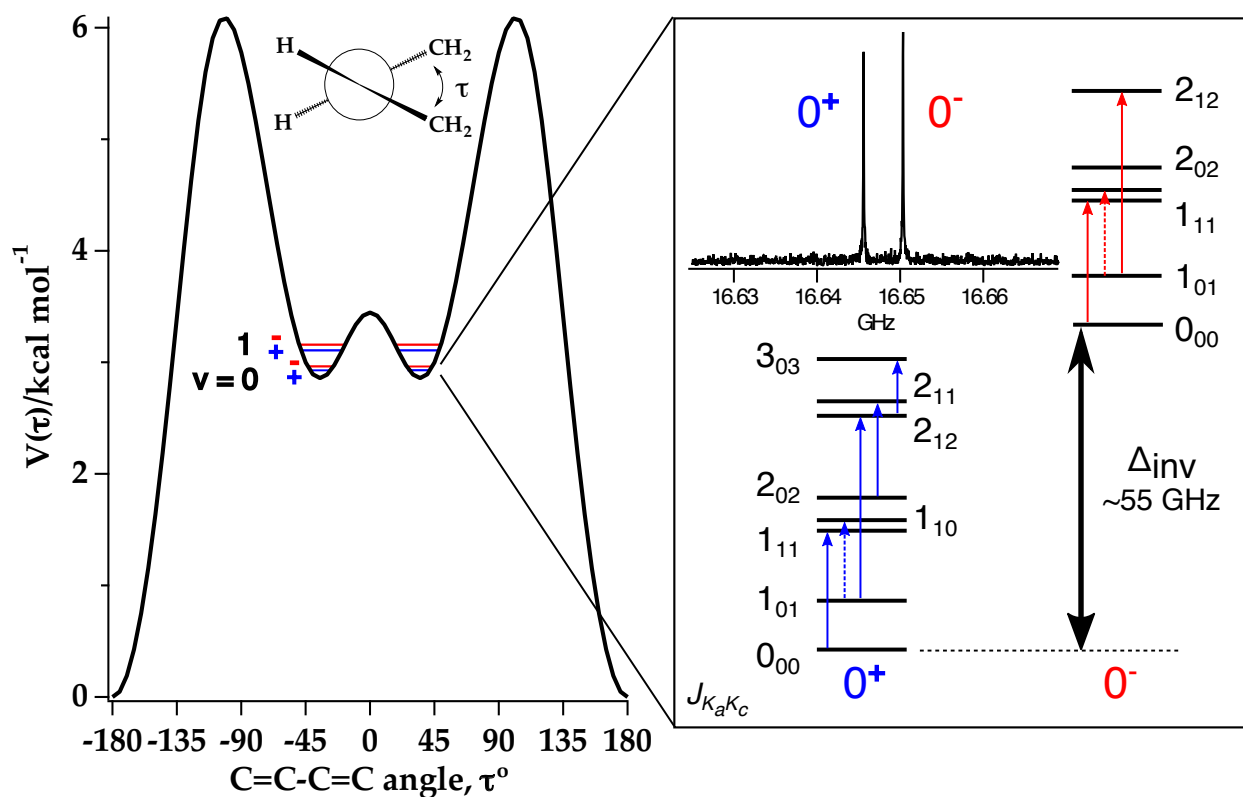 6
4
2
0
V(τ)/kcal mol⁻¹
-180 -135 -90 -45 0 45 90 135 180
C=C-C=C angle, τº
H
CH₂
τ
H
CH₂
1
-
+
v = 0
-
+
0⁺
0⁻
16.63 16.64 16.65 16.66
GHz
3₀₃
2₁₁
2₁₂
2₀₂
1₁₀
1₁₁
1₀₁
0₀₀
0⁺
J_KₐK_c
2₁₂
2₀₂
1₁₁
1₀₁
0₀₀
Δinv
~55 GHz
0⁻